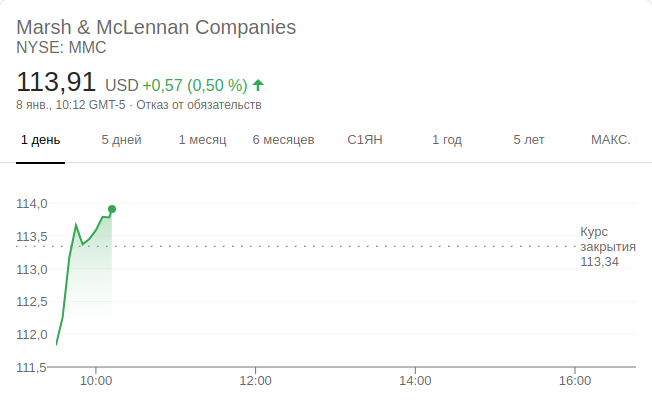 Marsh & McLennan Companies
NYSE: MMC
113,91 USD +0,57 (0,50 %)
8 янв., 10:12 GMT-5 · Отказ от обязательств
1 день 5 дней 1 месяц 6 месяцев С1ЯН 1 год 5 лет МАКС.
114,0
113,5
113,0
112,5
112,0
111,5
Курс
закрытия
113,34
10:00 12:00 14:00 16:00